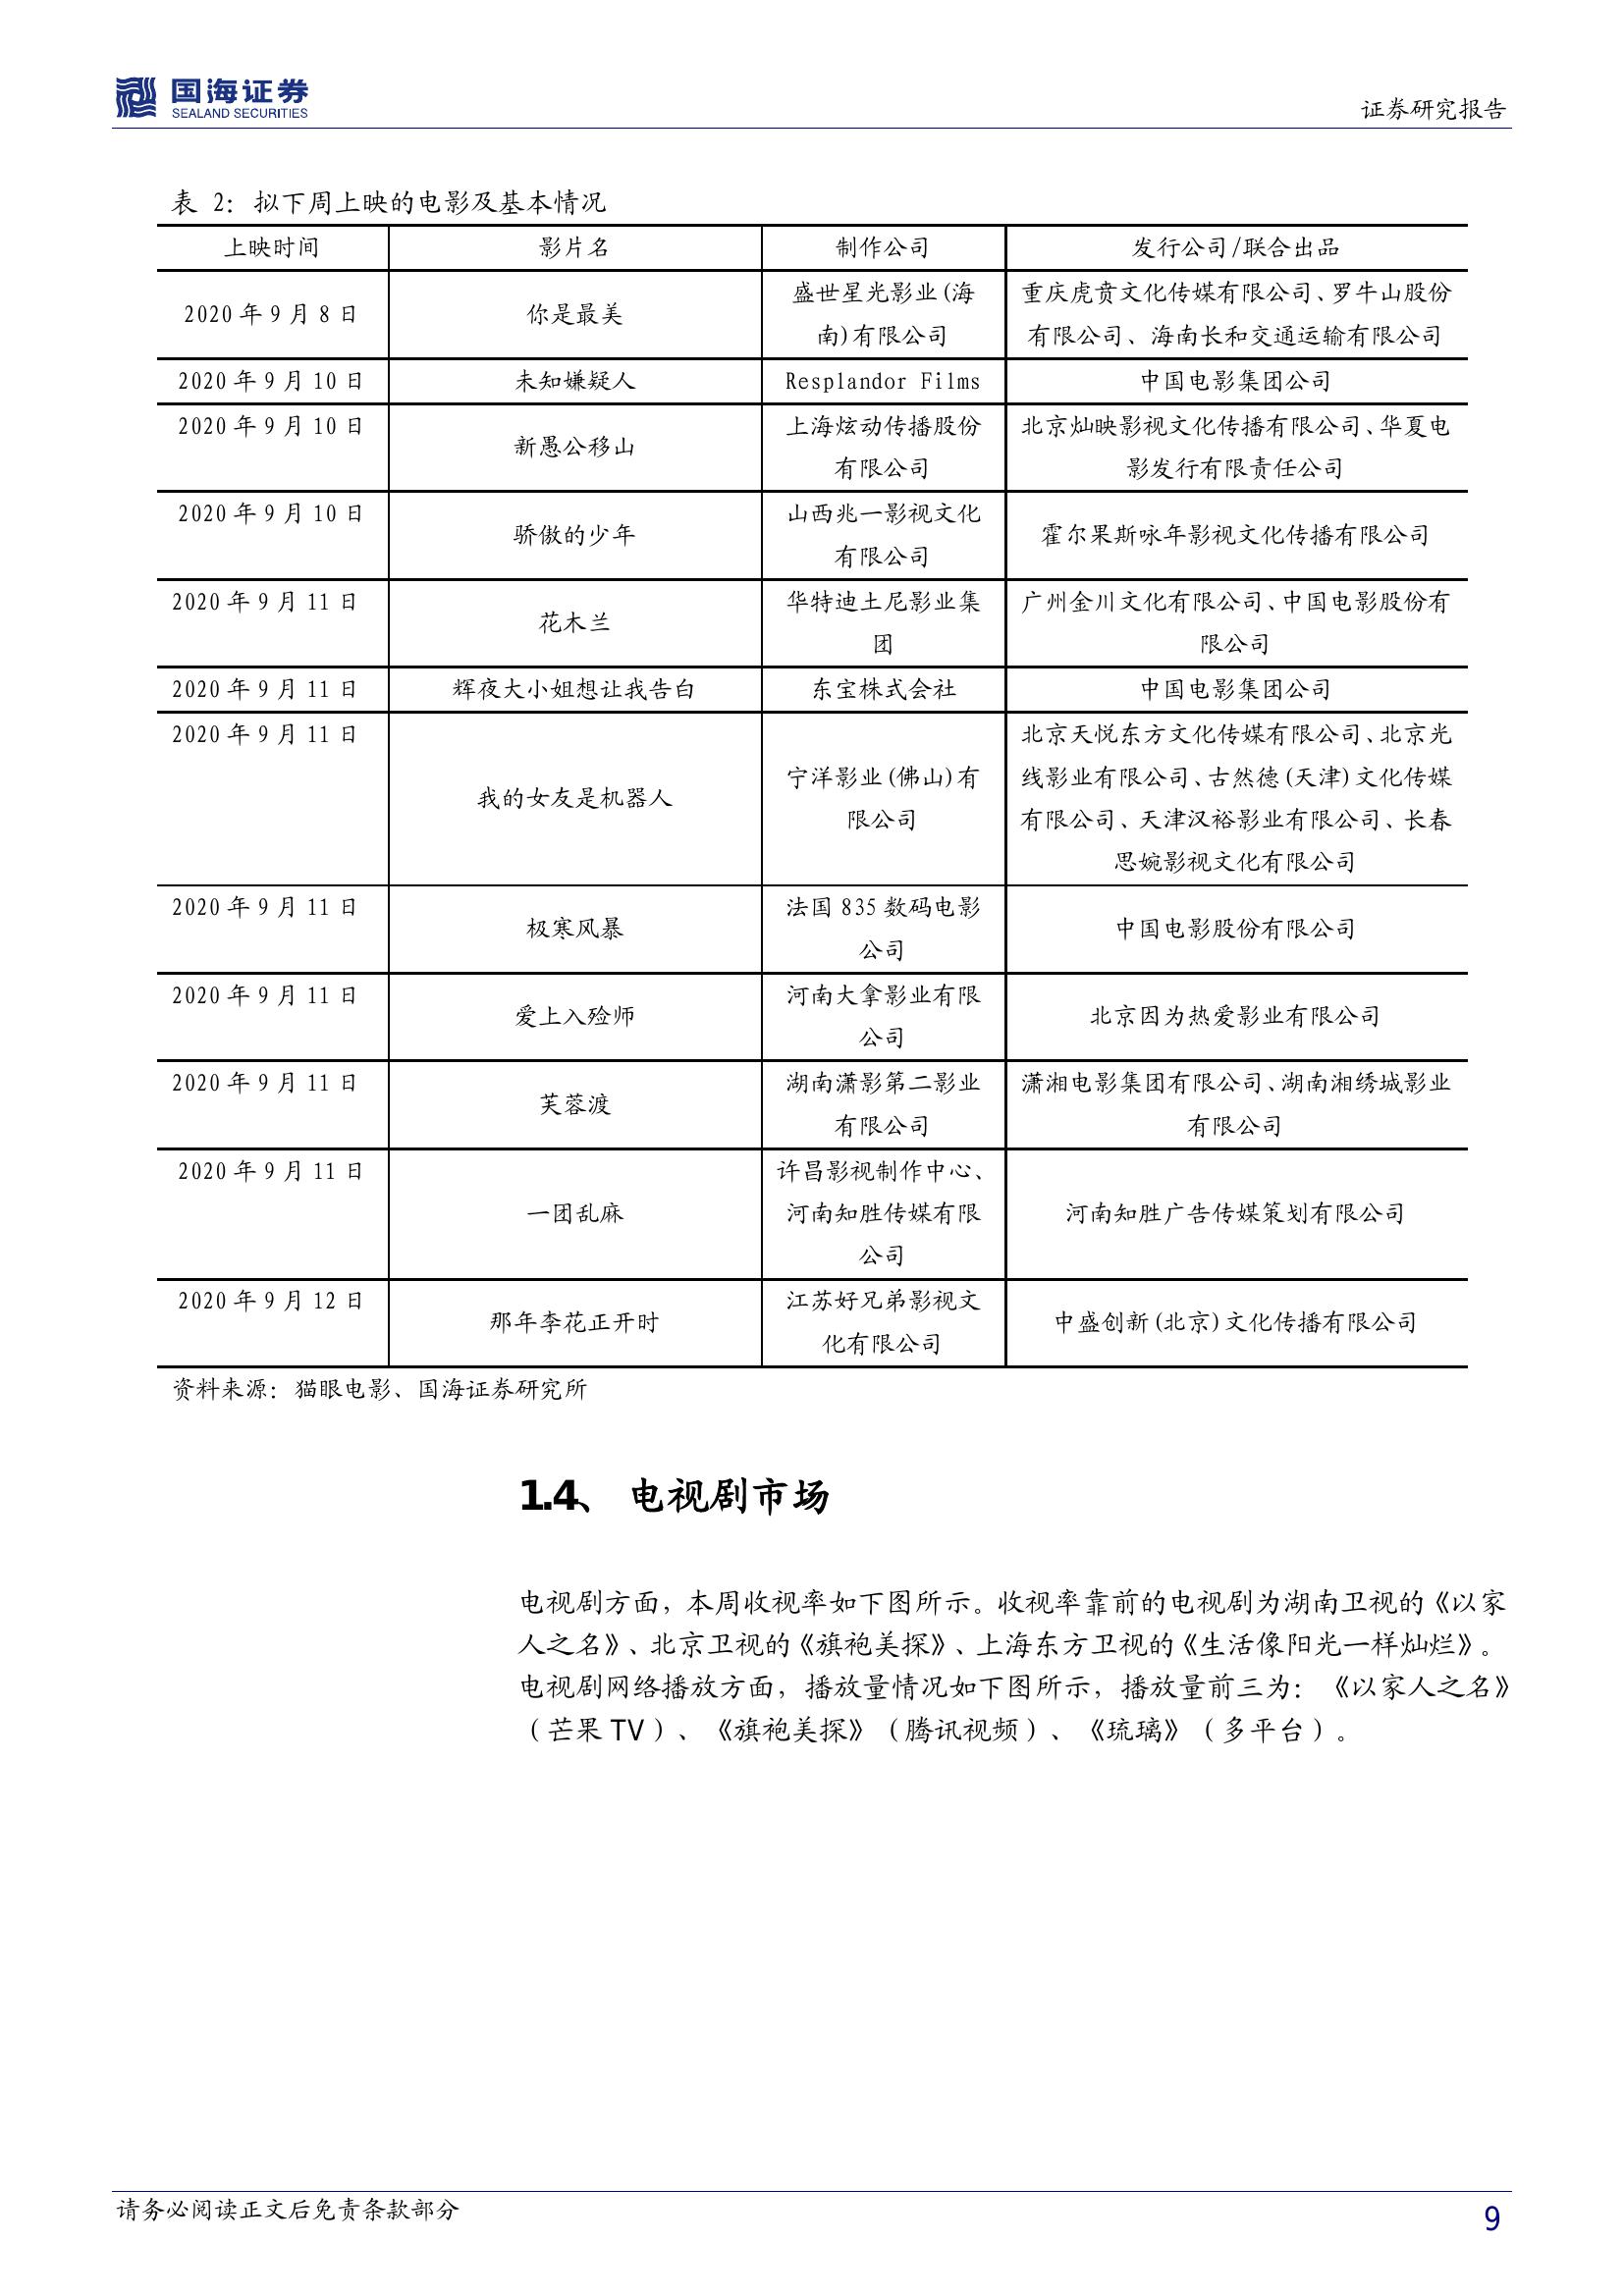 国海证券
SEALAND SECURITIES
证券研究报告
表 2：拟下周上映的电影及基本情况
上映时间 影片名 制作公司 发行公司/联合出品
2020 年 9 月 8 日 你是最美 盛世星光影业(海南)有限公司 重庆虎贲文化传媒有限公司、罗牛山股份有限公司、海南长和交通运输有限公司
2020 年 9 月 10 日 未知嫌疑人 Resplandor Films 中国电影集团公司
2020 年 9 月 10 日 新愚公移山 上海炫动传播股份有限公司 北京灿映影视文化传播有限公司、华夏电影发行有限责任公司
2020 年 9 月 10 日 骄傲的少年 山西兆一影视文化有限公司 霍尔果斯咏年影视文化传播有限公司
2020 年 9 月 11 日 花木兰 华特迪士尼影业集团 广州金川文化有限公司、中国电影股份有限公司
2020 年 9 月 11 日 辉夜大小姐想让我告白 东宝株式会社 中国电影集团公司
2020 年 9 月 11 日 我的女友是机器人 宁洋影业(佛山)有限公司 北京天悦东方文化传媒有限公司、北京光线影业有限公司、古然德(天津)文化传媒有限公司、天津汉裕影业有限公司、长春思婉影视文化有限公司
2020 年 9 月 11 日 极寒风暴 法国 835 数码电影公司 中国电影股份有限公司
2020 年 9 月 11 日 爱上入殓师 河南大拿影业有限公司 北京因为热爱影业有限公司
2020 年 9 月 11 日 芙蓉渡 湖南潇影第二影业有限公司 潇湘电影集团有限公司、湖南湘绣城影业有限公司
2020 年 9 月 11 日 一团乱麻 许昌影视制作中心、河南知胜传媒有限公司 河南知胜广告传媒策划有限公司
2020 年 9 月 12 日 那年李花正开时 江苏好兄弟影视文化有限公司 中盛创新(北京)文化传播有限公司
资料来源：猫眼电影、国海证券研究所
1.4、 电视剧市场
电视剧方面，本周收视率如下图所示。收视率靠前的电视剧为湖南卫视的《以家
人之名》、北京卫视的《旗袍美探》、上海东方卫视的《生活像阳光一样灿烂》。
电视剧网络播放方面，播放量情况如下图所示，播放量前三为：《以家人之名》
（芒果 TV）、《旗袍美探》（腾讯视频）、《琉璃》（多平台）。
请务必阅读正文后免责条款部分
9